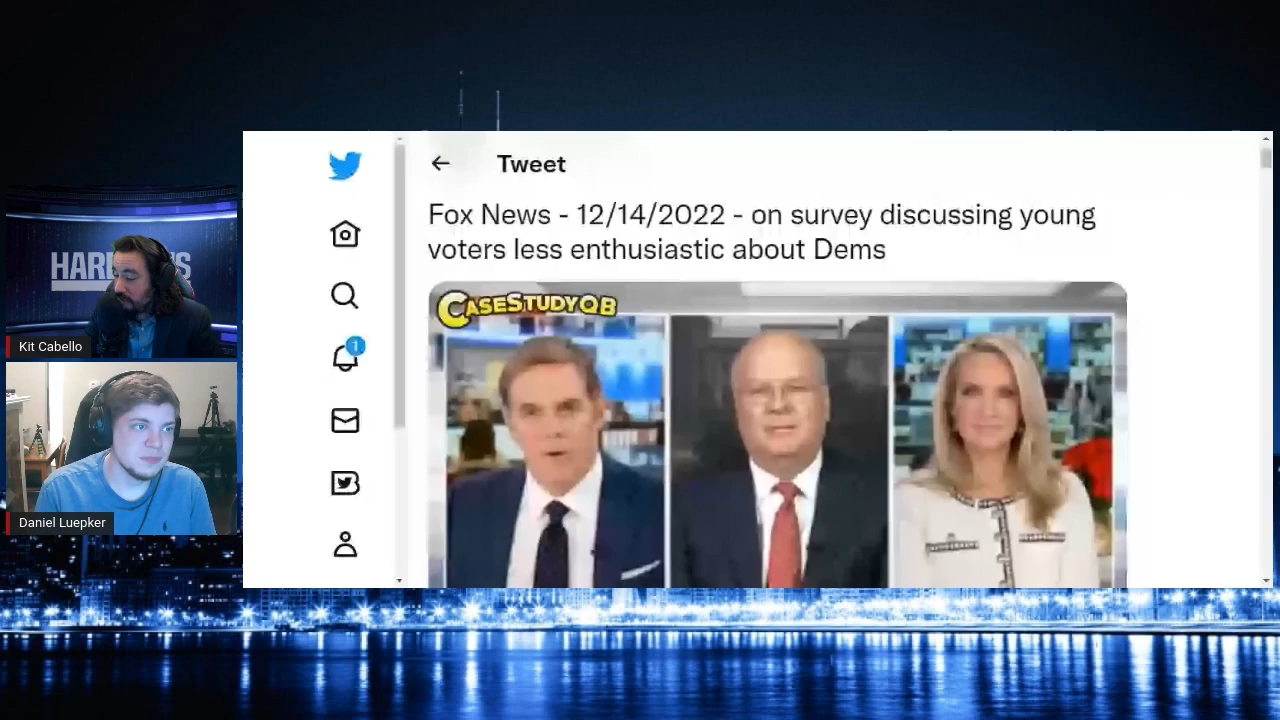 Tweet
Fox News - 12/14/2022 - on survey discussing young
voters less enthusiastic about Dems
CASESTUDYQB
1
Kit Cabello
Daniel Luepker